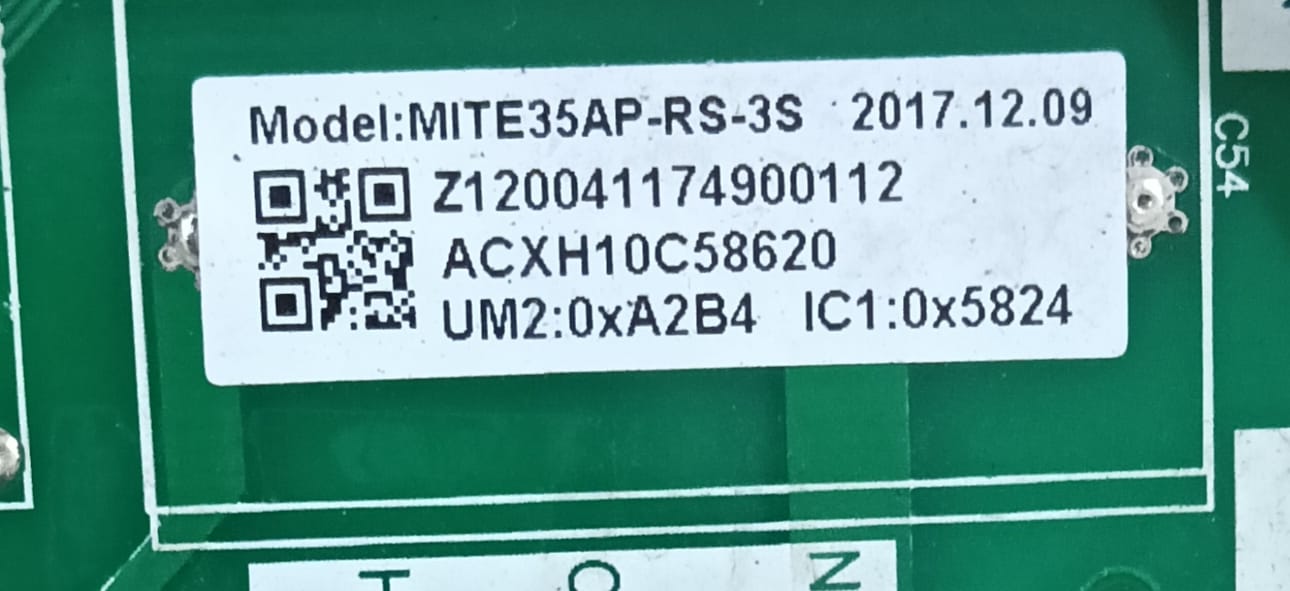 Model:MITE35AP-RS-3S 2017.12.09
Z120041174900112
ACXH10C58620
UM2:0xA2B4 IC1:0x5824
C54
N